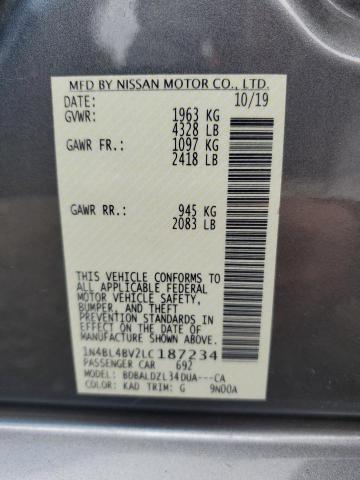 MFD BY NISSAN MOTOR CO., LTD.
DATE: 10/19
GVWR: 1963 KG
4328 LB
GAWR FR.: 1097 KG
2418 LB
GAWR RR.: 945 KG
2083 LB
THIS VEHICLE CONFORMS TO
ALL APPLICABLE FEDERAL
MOTOR VEHICLE SAFETY,
BUMPER, AND THEFT
PREVENTION STANDARDS IN
EFFECT ON THE DATE OF
MANUFACTURE SHOWN ABOVE.
1N4BL4BV2LC187234
PASSENGER CAR 692
MODEL: BDBALDZL34DUA---CA
COLOR: KAD TRIM: G 9N00A